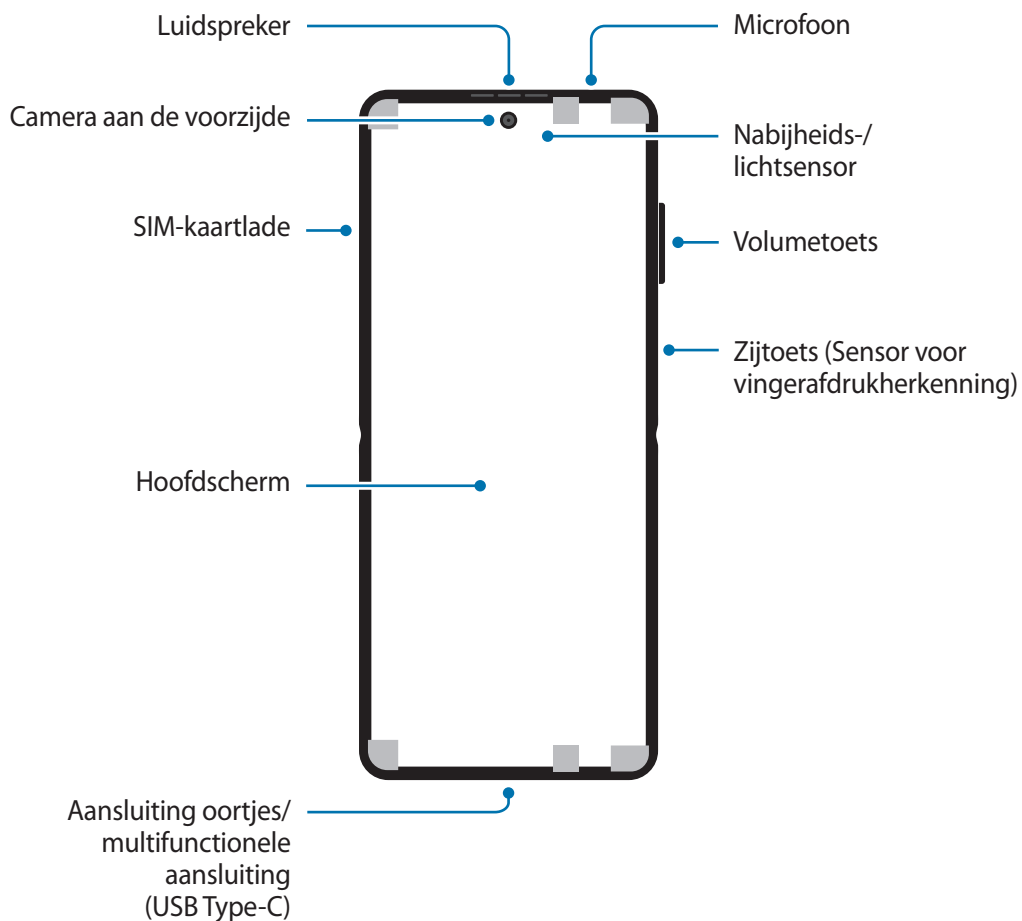 Luidspreker
Microfoon
Camera aan de voorzijde
Nabijheids-/
lichtsensor
SIM-kaartlade
Volumetoets
Zijtoets (Sensor voor
vingerafdrukherkenning)
Hoofdscherm
Aansluiting oortjes/
multifunctionele
aansluiting
(USB Type-C)